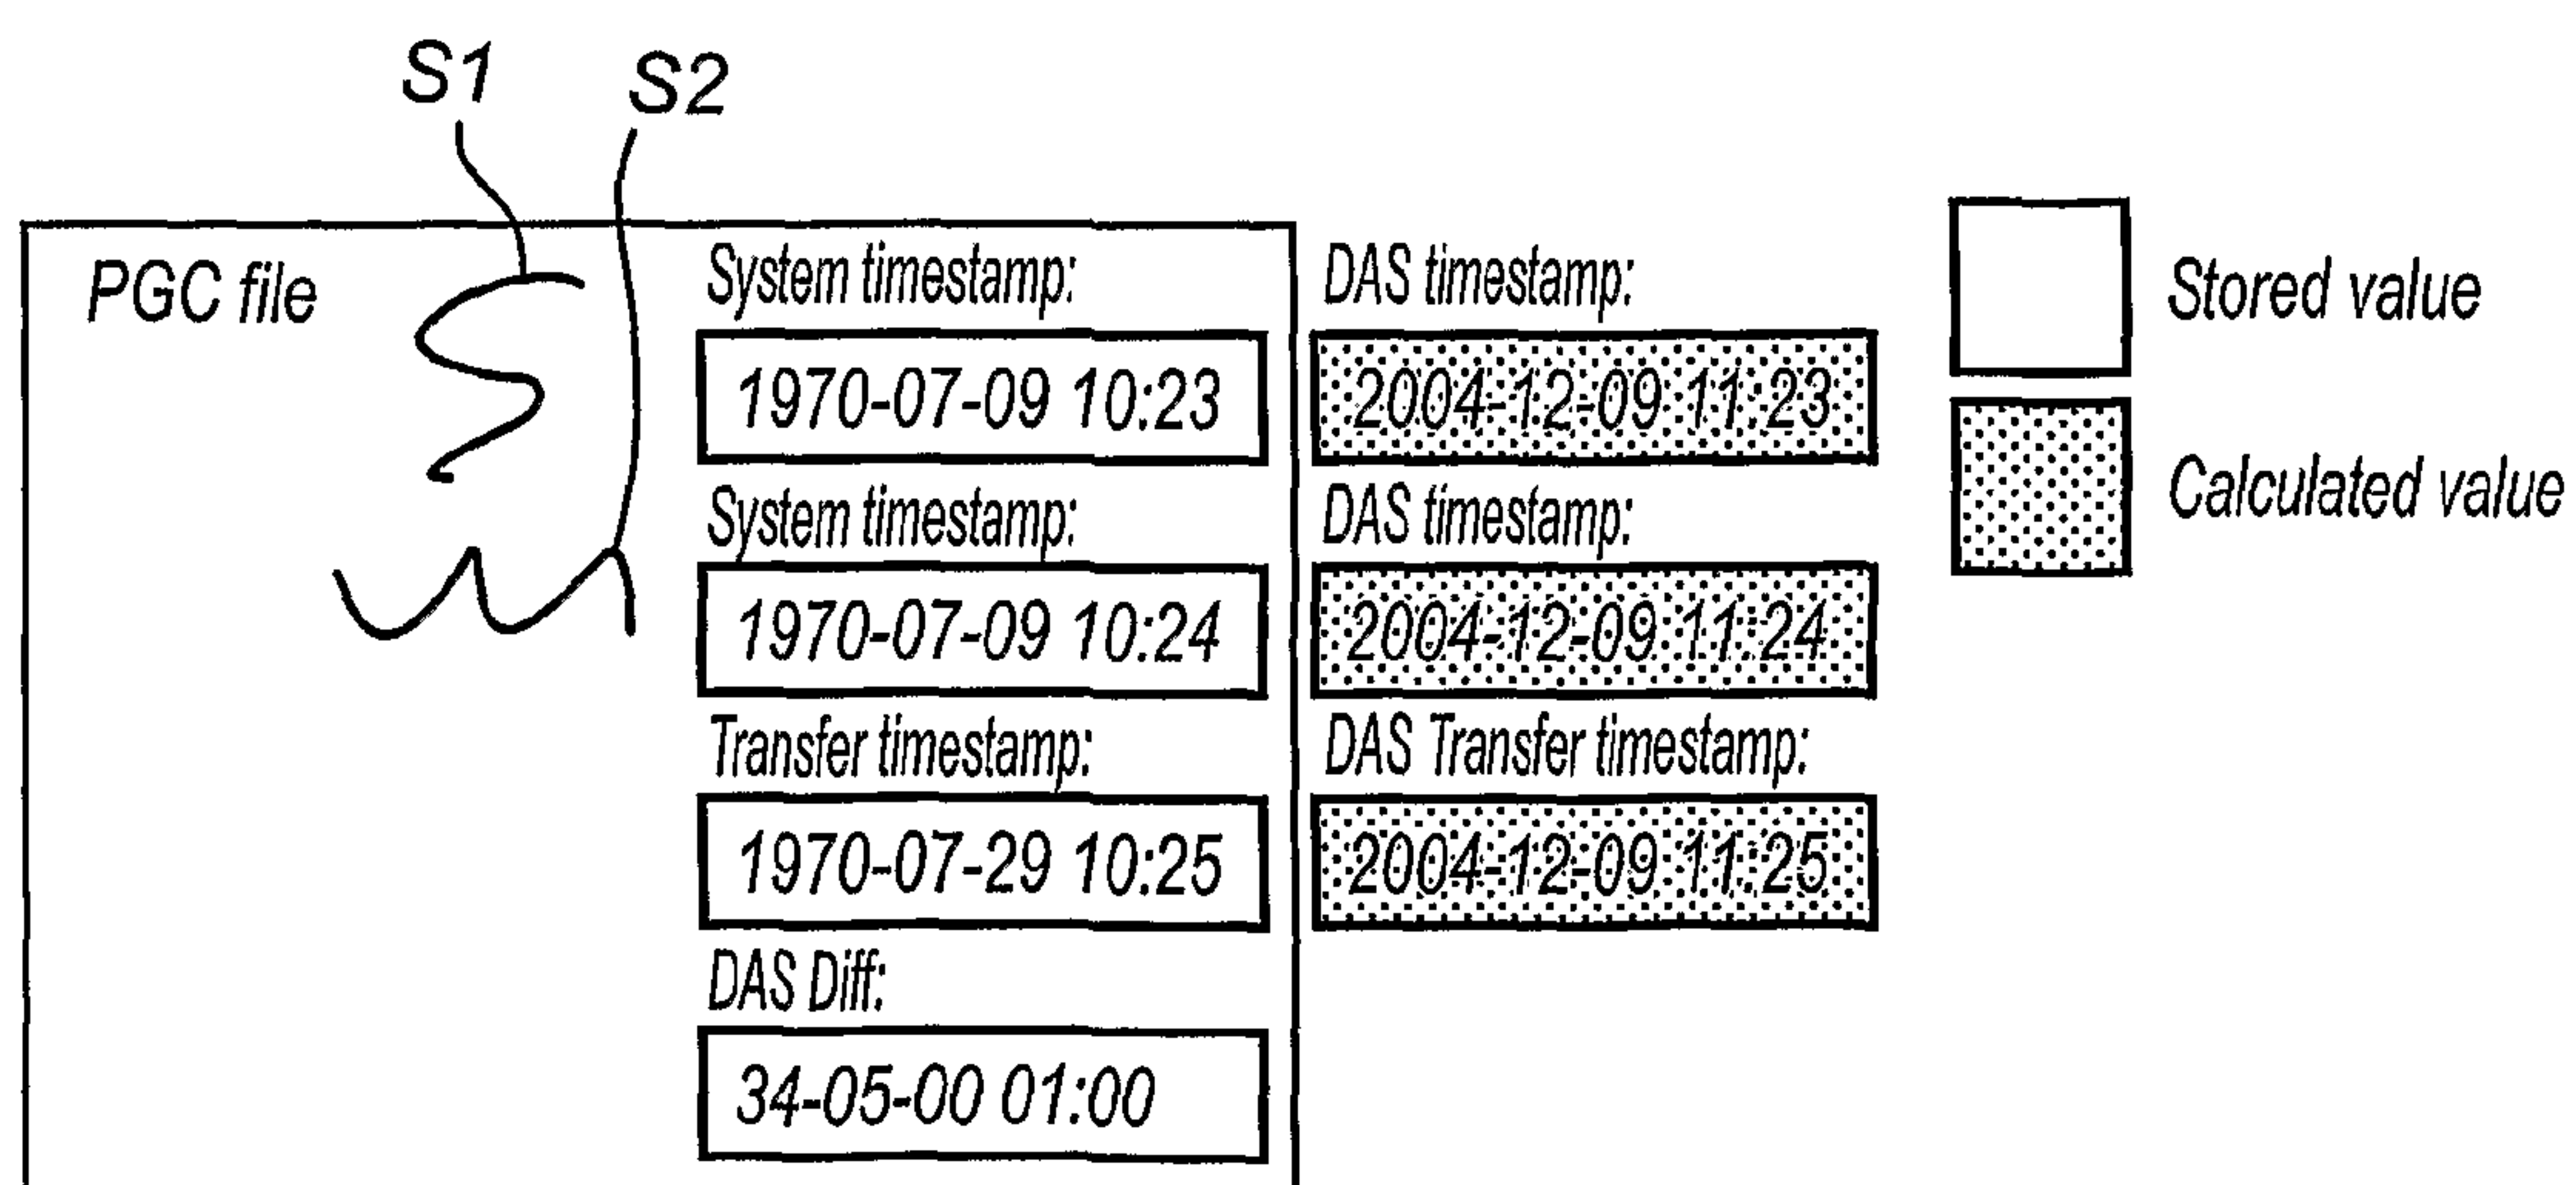 S1 S2
PGC file
System timestamp:
1970-07-09 10:23
System timestamp:
1970-07-09 10:24
Transfer timestamp:
1970-07-29 10:25
DAS Diff:
34-05-00 01:00
DAS timestamp:
2004-12-09 11:23
DAS timestamp:
2004-12-09 11:24
DAS Transfer timestamp:
2004-12-09 11:25
Stored value
Calculated value